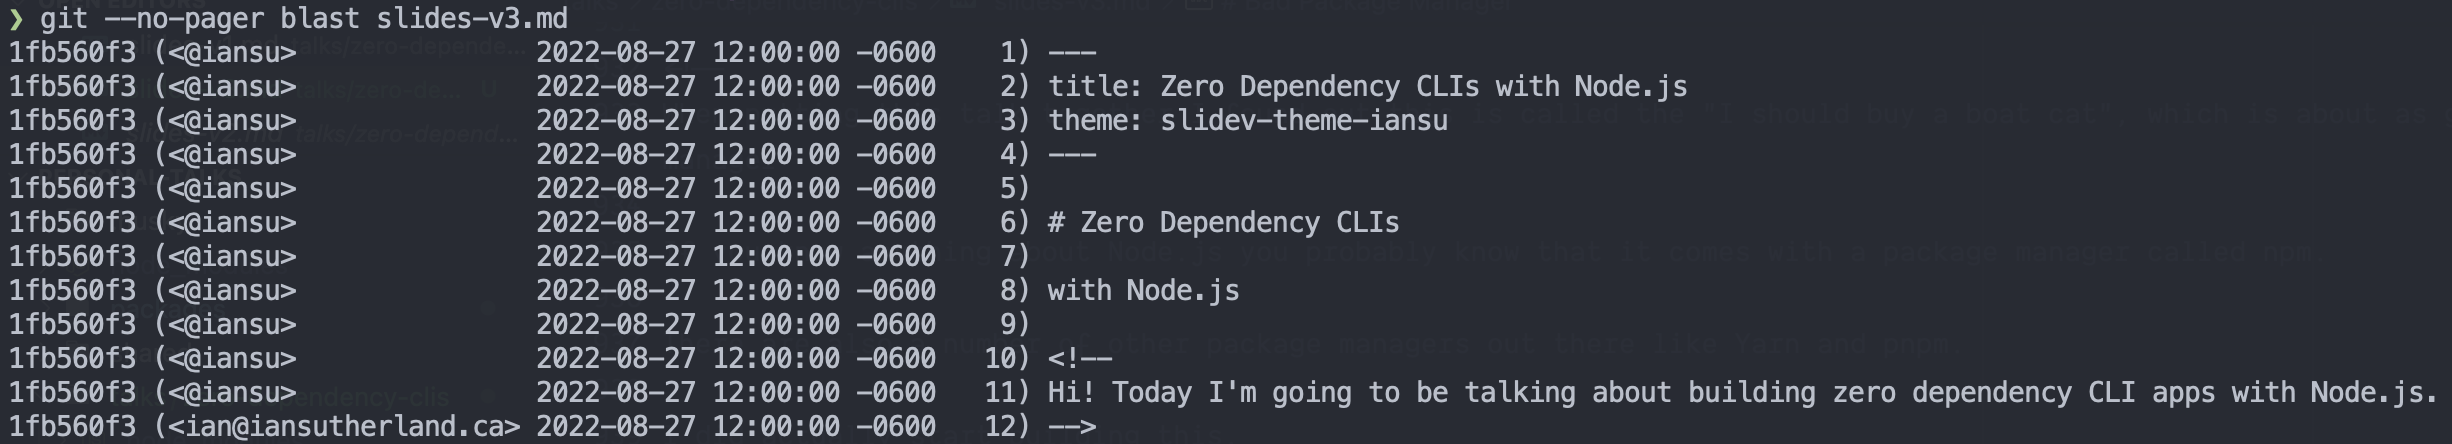 ❯ git --no-pager blast slides-v3.md
1fb560f3 (<@iansu>               2022-08-27 12:00:00 -0600    1) ---
1fb560f3 (<@iansu>               2022-08-27 12:00:00 -0600    2) title: Zero Dependency CLIs with Node.js
1fb560f3 (<@iansu>               2022-08-27 12:00:00 -0600    3) theme: slidev-theme-iansu
1fb560f3 (<@iansu>               2022-08-27 12:00:00 -0600    4) ---
1fb560f3 (<@iansu>               2022-08-27 12:00:00 -0600    5)
1fb560f3 (<@iansu>               2022-08-27 12:00:00 -0600    6) # Zero Dependency CLIs
1fb560f3 (<@iansu>               2022-08-27 12:00:00 -0600    7)
1fb560f3 (<@iansu>               2022-08-27 12:00:00 -0600    8) with Node.js
1fb560f3 (<@iansu>               2022-08-27 12:00:00 -0600    9)
1fb560f3 (<@iansu>               2022-08-27 12:00:00 -0600   10) <!--
1fb560f3 (<@iansu>               2022-08-27 12:00:00 -0600   11) Hi! Today I'm going to be talking about building zero dependency CLI apps with Node.js.
1fb560f3 (<ian@iansutherland.ca> 2022-08-27 12:00:00 -0600   12) -->